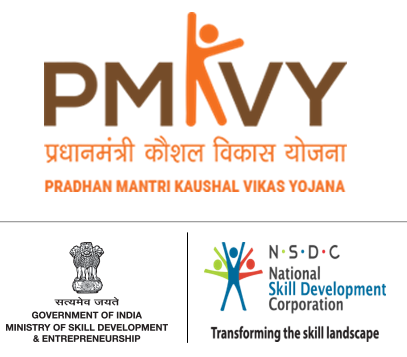 PMKVY
प्रधानमंत्री कौशल विकास योजना
PRADHAN MANTRI KAUSHAL VIKAS YOJANA
सत्यमेव जयते
GOVERNMENT OF INDIA
MINISTRY OF SKILL DEVELOPMENT
& ENTREPRENEURSHIP
N·S·D·C
National
Skill Development
Corporation
Transforming the skill landscape